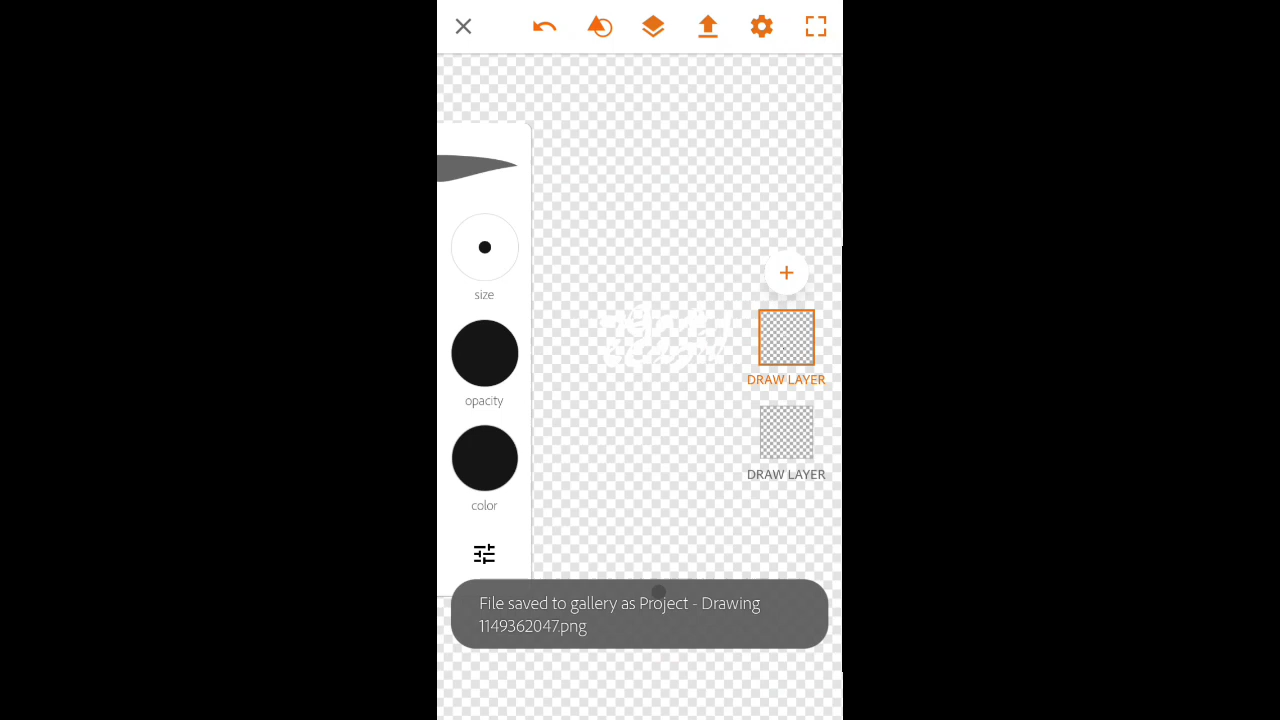 size
opacity
color
DRAW LAYER
DRAW LAYER
File saved to gallery as Project - Drawing
1149362047.png